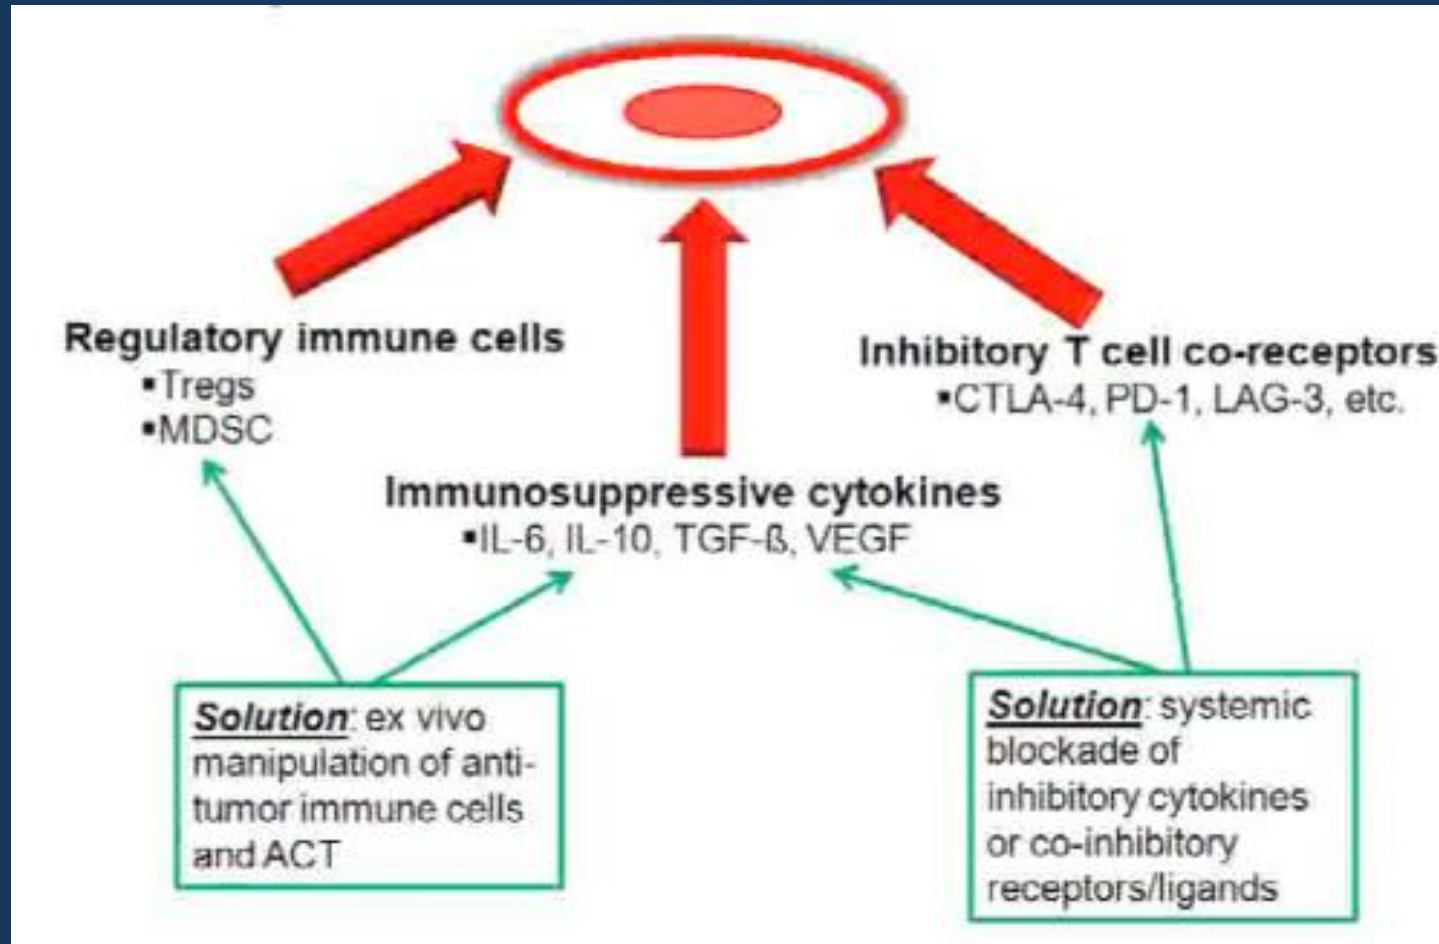 Regulatory immune cells
▪Tregs
▪MDSC
Inhibitory T cell co-receptors
▪CTLA-4, PD-1, LAG-3, etc.
Immunosuppressive cytokines
▪IL-6, IL-10, TGF-ß, VEGF
Solution: ex vivo
manipulation of anti-
tumor immune cells
and ACT
Solution: systemic
blockade of
inhibitory cytokines
or co-inhibitory
receptors/ligands